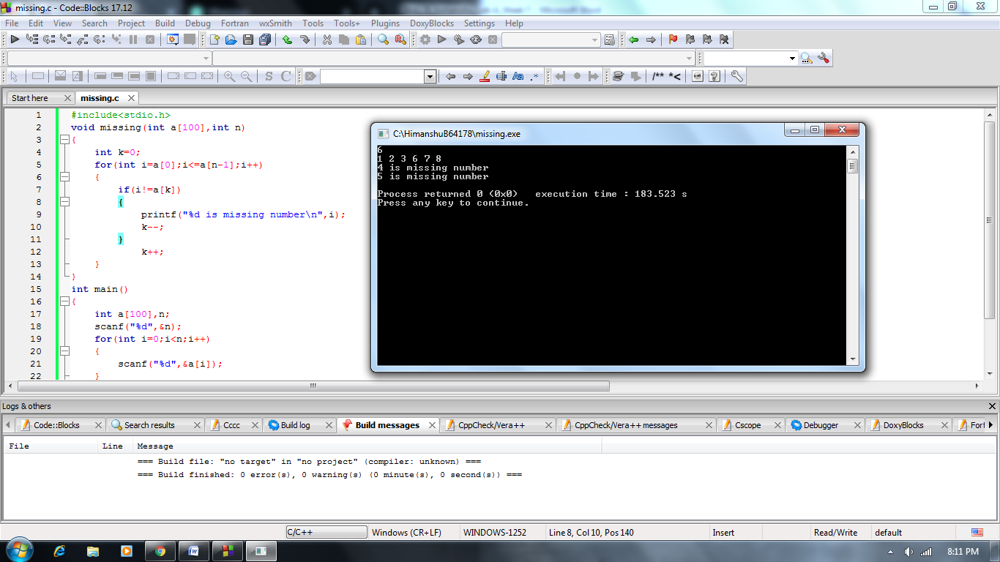 missing.c - Code::Blocks 17.12
File Edit View Search Project Build Debug Fortran wxSmith Tools Tools+ Plugins DoxyBlocks Settings Help
S C Aa .* /** *<
Start here missing.c
1 #include<stdio.h>
2 void missing(int a[100],int n)
3 {
4 int k=0;
5 for(int i=a[0];i<=a[n-1];i++)
6 {
7 if(i!=a[k])
8 {
9 printf("%d is missing number\n",i);
10 k--;
11 }
12 k++;
13 }
14 }
15 int main()
16 {
17 int a[100],n;
18 scanf("%d",&n);
19 for(int i=0;i<n;i++)
20 {
21 scanf("%d",&a[i]);
22 }
C:\HimanshuB64178\missing.exe
6
1 2 3 6 7 8
4 is missing number
5 is missing number
Process returned 0 (0x0) execution time : 183.523 s
Press any key to continue.
Logs & others
Code::Blocks Search results Cccc Build log Build messages CppCheck/Vera++ CppCheck/Vera++ messages Cscope Debugger DoxyBlocks Fort
File Line Message
=== Build file: "no target" in "no project" (compiler: unknown) ===
=== Build finished: 0 error(s), 0 warning(s) (0 minute(s), 0 second(s)) ===
C/C++ Windows (CR+LF) WINDOWS-1252 Line 8, Col 10, Pos 140 Insert Read/Write default
8:11 PM